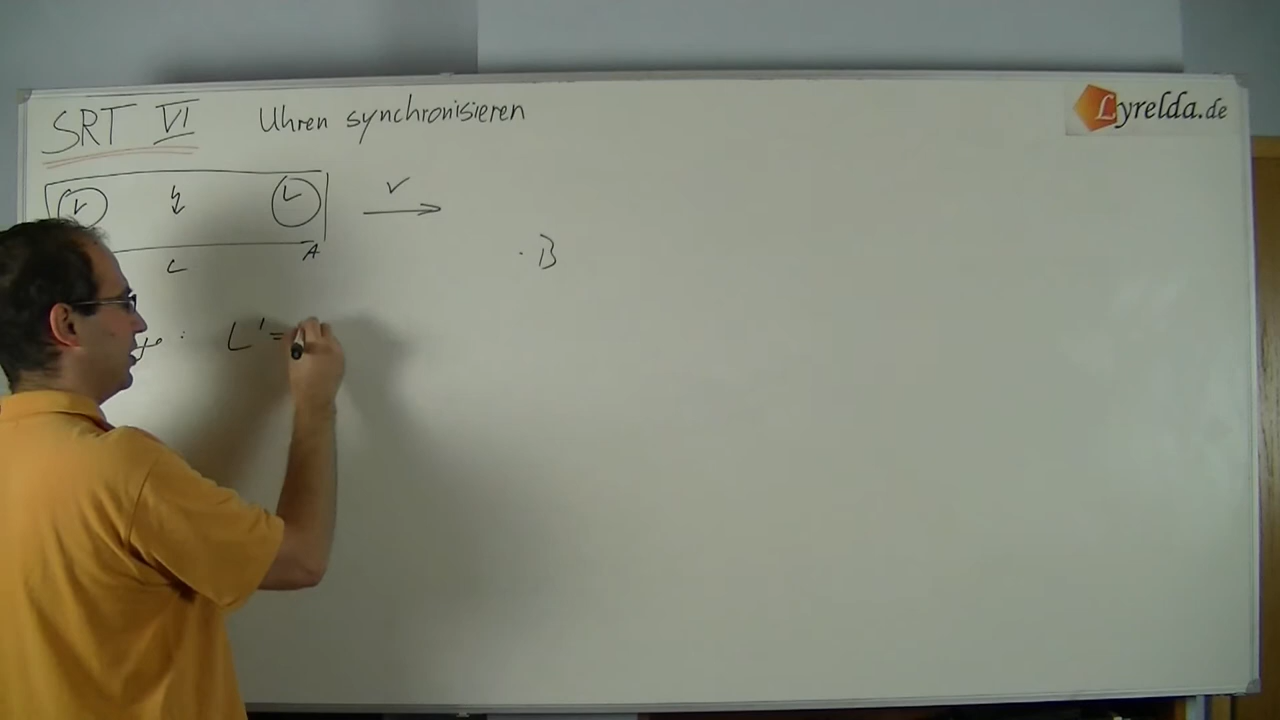 SRT VI Uhren synchronisieren
Lyrelda.de
v
A
L
B
L' =